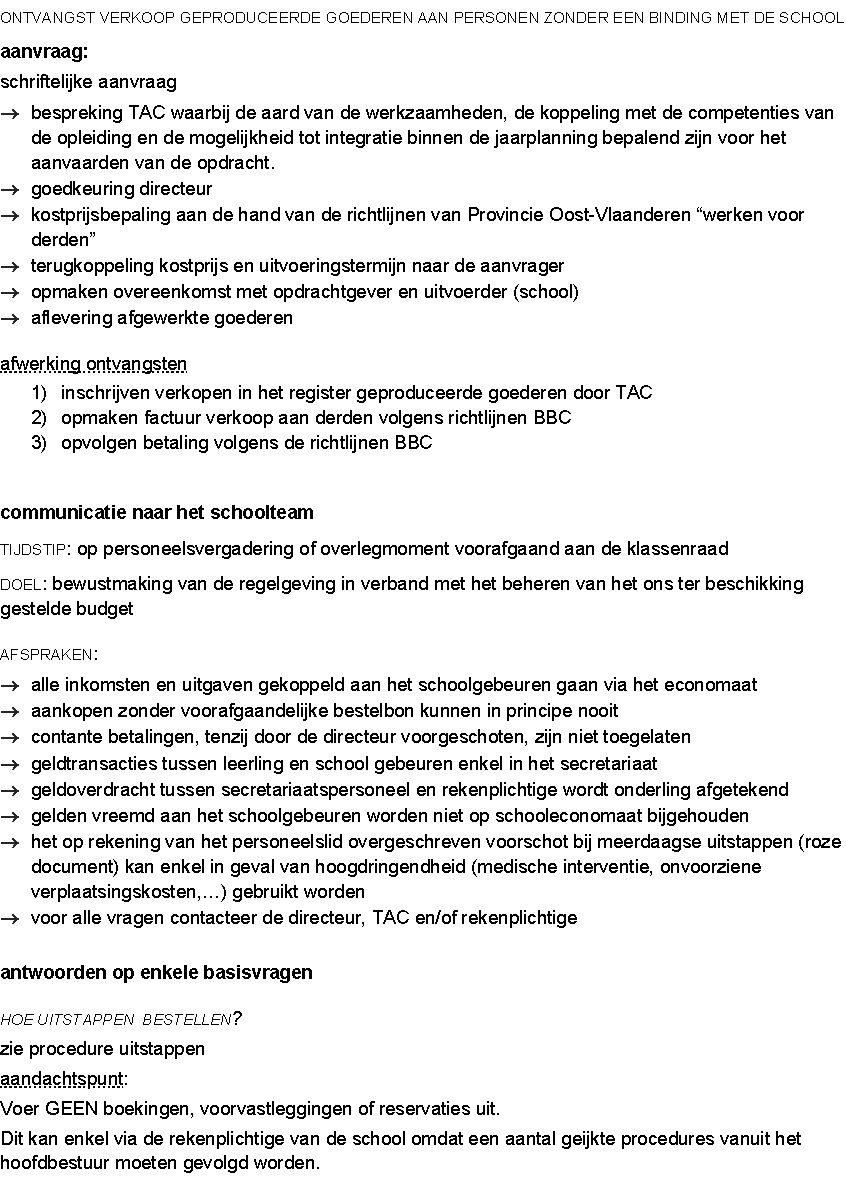 ONTVANGST VERKOOP GEPRODUCEERDE GOEDEREN AAN PERSONEN ZONDER EEN BINDING MET DE SCHOOL
aanvraag:
schriftelijke aanvraag
→ bespreking TAC waarbij de aard van de werkzaamheden, de koppeling met de competenties van
de opleiding en de mogelijkheid tot integratie binnen de jaarplanning bepalend zijn voor het
aanvaarden van de opdracht.
→ goedkeuring directeur
→ kostprijsbepaling aan de hand van de richtlijnen van Provincie Oost-Vlaanderen “werken voor
derden”
→ terugkoppeling kostprijs en uitvoeringstermijn naar de aanvrager
→ opmaken overeenkomst met opdrachtgever en uitvoerder (school)
→ aflevering afgewerkte goederen
afwerking ontvangsten
1) inschrijven verkopen in het register geproduceerde goederen door TAC
2) opmaken factuur verkoop aan derden volgens richtlijnen BBC
3) opvolgen betaling volgens de richtlijnen BBC
communicatie naar het schoolteam
TIJDSTIP: op personeelsvergadering of overlegmoment voorafgaand aan de klassenraad
DOEL: bewustmaking van de regelgeving in verband met het beheren van het ons ter beschikking
gestelde budget
AFSPRAKEN:
→ alle inkomsten en uitgaven gekoppeld aan het schoolgebeuren gaan via het economaat
→ aankopen zonder voorafgaandelijke bestelbon kunnen in principe nooit
→ contante betalingen, tenzij door de directeur voorgeschoten, zijn niet toegelaten
→ geldtransacties tussen leerling en school gebeuren enkel in het secretariaat
→ geldoverdracht tussen secretariaatspersoneel en rekenplichtige wordt onderling afgetekend
→ gelden vreemd aan het schoolgebeuren worden niet op schooleconomaat bijgehouden
→ het op rekening van het personeelslid overgeschreven voorschot bij meerdaagse uitstappen (roze
document) kan enkel in geval van hoogdringendheid (medische interventie, onvoorziene
verplaatsingskosten,…) gebruikt worden
→ voor alle vragen contacteer de directeur, TAC en/of rekenplichtige
antwoorden op enkele basisvragen
HOE UITSTAPPEN BESTELLEN?
zie procedure uitstappen
aandachtspunt:
Voer GEEN boekingen, voorvastleggingen of reservaties uit.
Dit kan enkel via de rekenplichtige van de school omdat een aantal geijkte procedures vanuit het
hoofdbestuur moeten gevolgd worden.